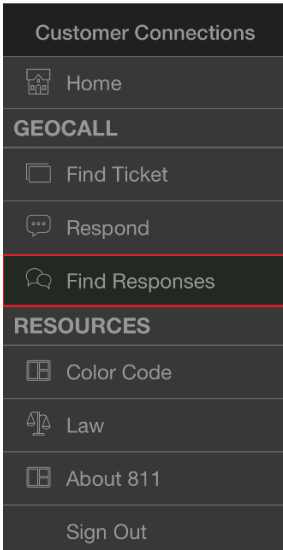 Customer Connections
Home
GEOCALL
Find Ticket
Respond
Find Responses
RESOURCES
Color Code
Law
About 811
Sign Out